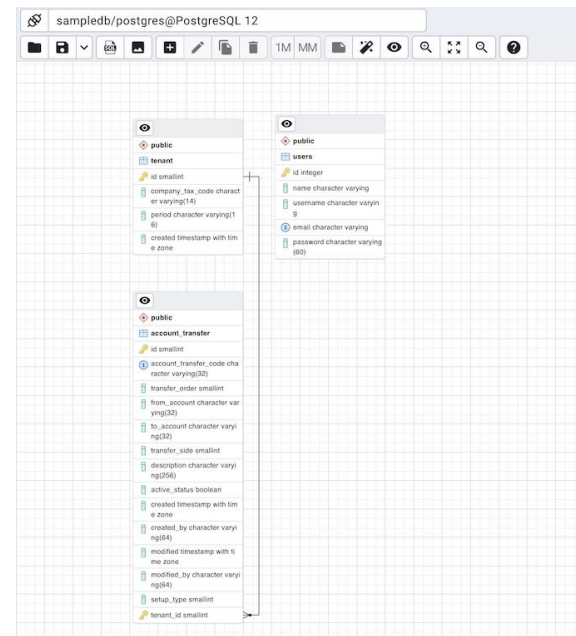 sampledb/postgres@PostgreSQL 12
SQL
1M MM
public
tenant
id smallint
company_tax_code charact
er varying(14)
period character varying(1
6)
created timestamp with tim
e zone
public
users
id integer
name character varying
username character varyin
g
email character varying
password character varying
(60)
public
account_transfer
id smallint
account_transfer_code cha
racter varying(32)
transfer_order smallint
from_account character var
ying(32)
to_account character varyi
ng(32)
transfer_side smallint
description character varyi
ng(256)
active_status boolean
created timestamp with tim
e zone
created_by character varyi
ng(64)
modified timestamp with ti
me zone
modified_by character varyi
ng(64)
setup_type smallint
tenant_id smallint